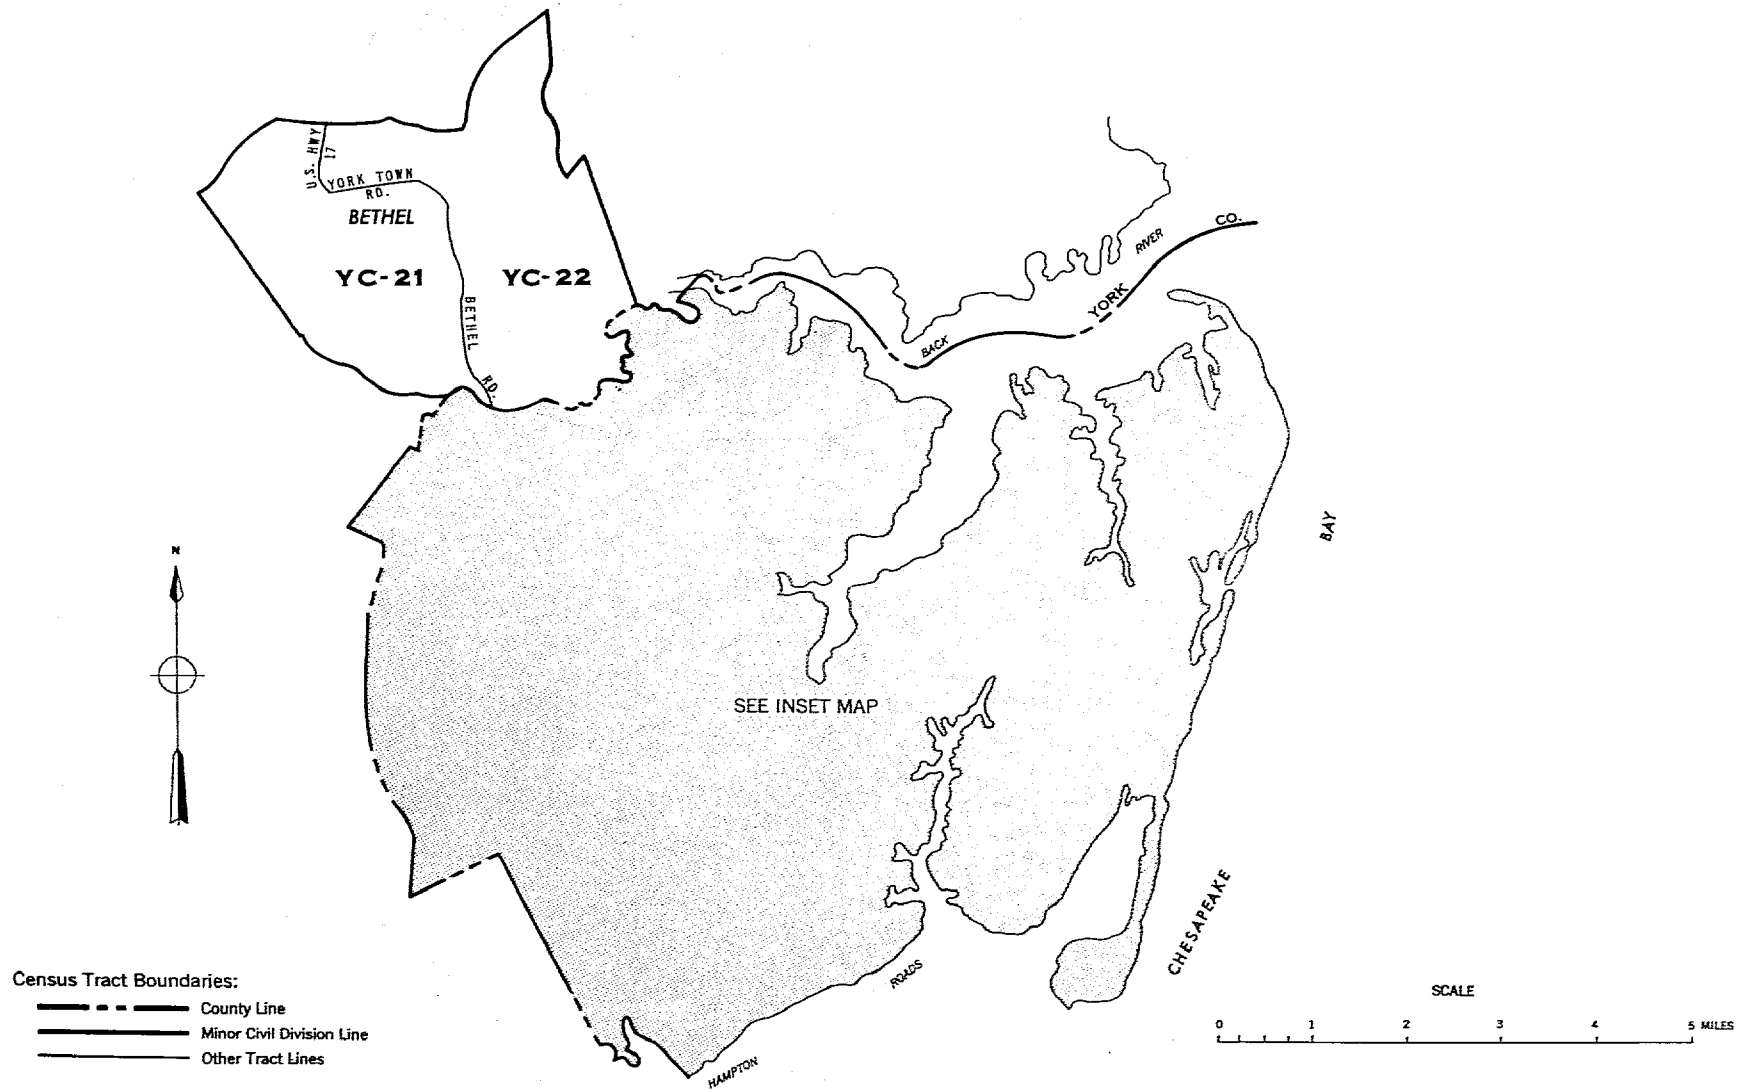 U.S. HWY
17
YORK TOWN
RD.
BETHEL
YC-21
YC-22
BETHEL
RD.
CO.
RIVER
YORK
BACK
BAY
N
SEE INSET MAP
CHESAPEAKE
ROADS
HAMPTON
Census Tract Boundaries:
County Line
Minor Civil Division Line
Other Tract Lines
SCALE
0 1 2 3 4 5 MILES